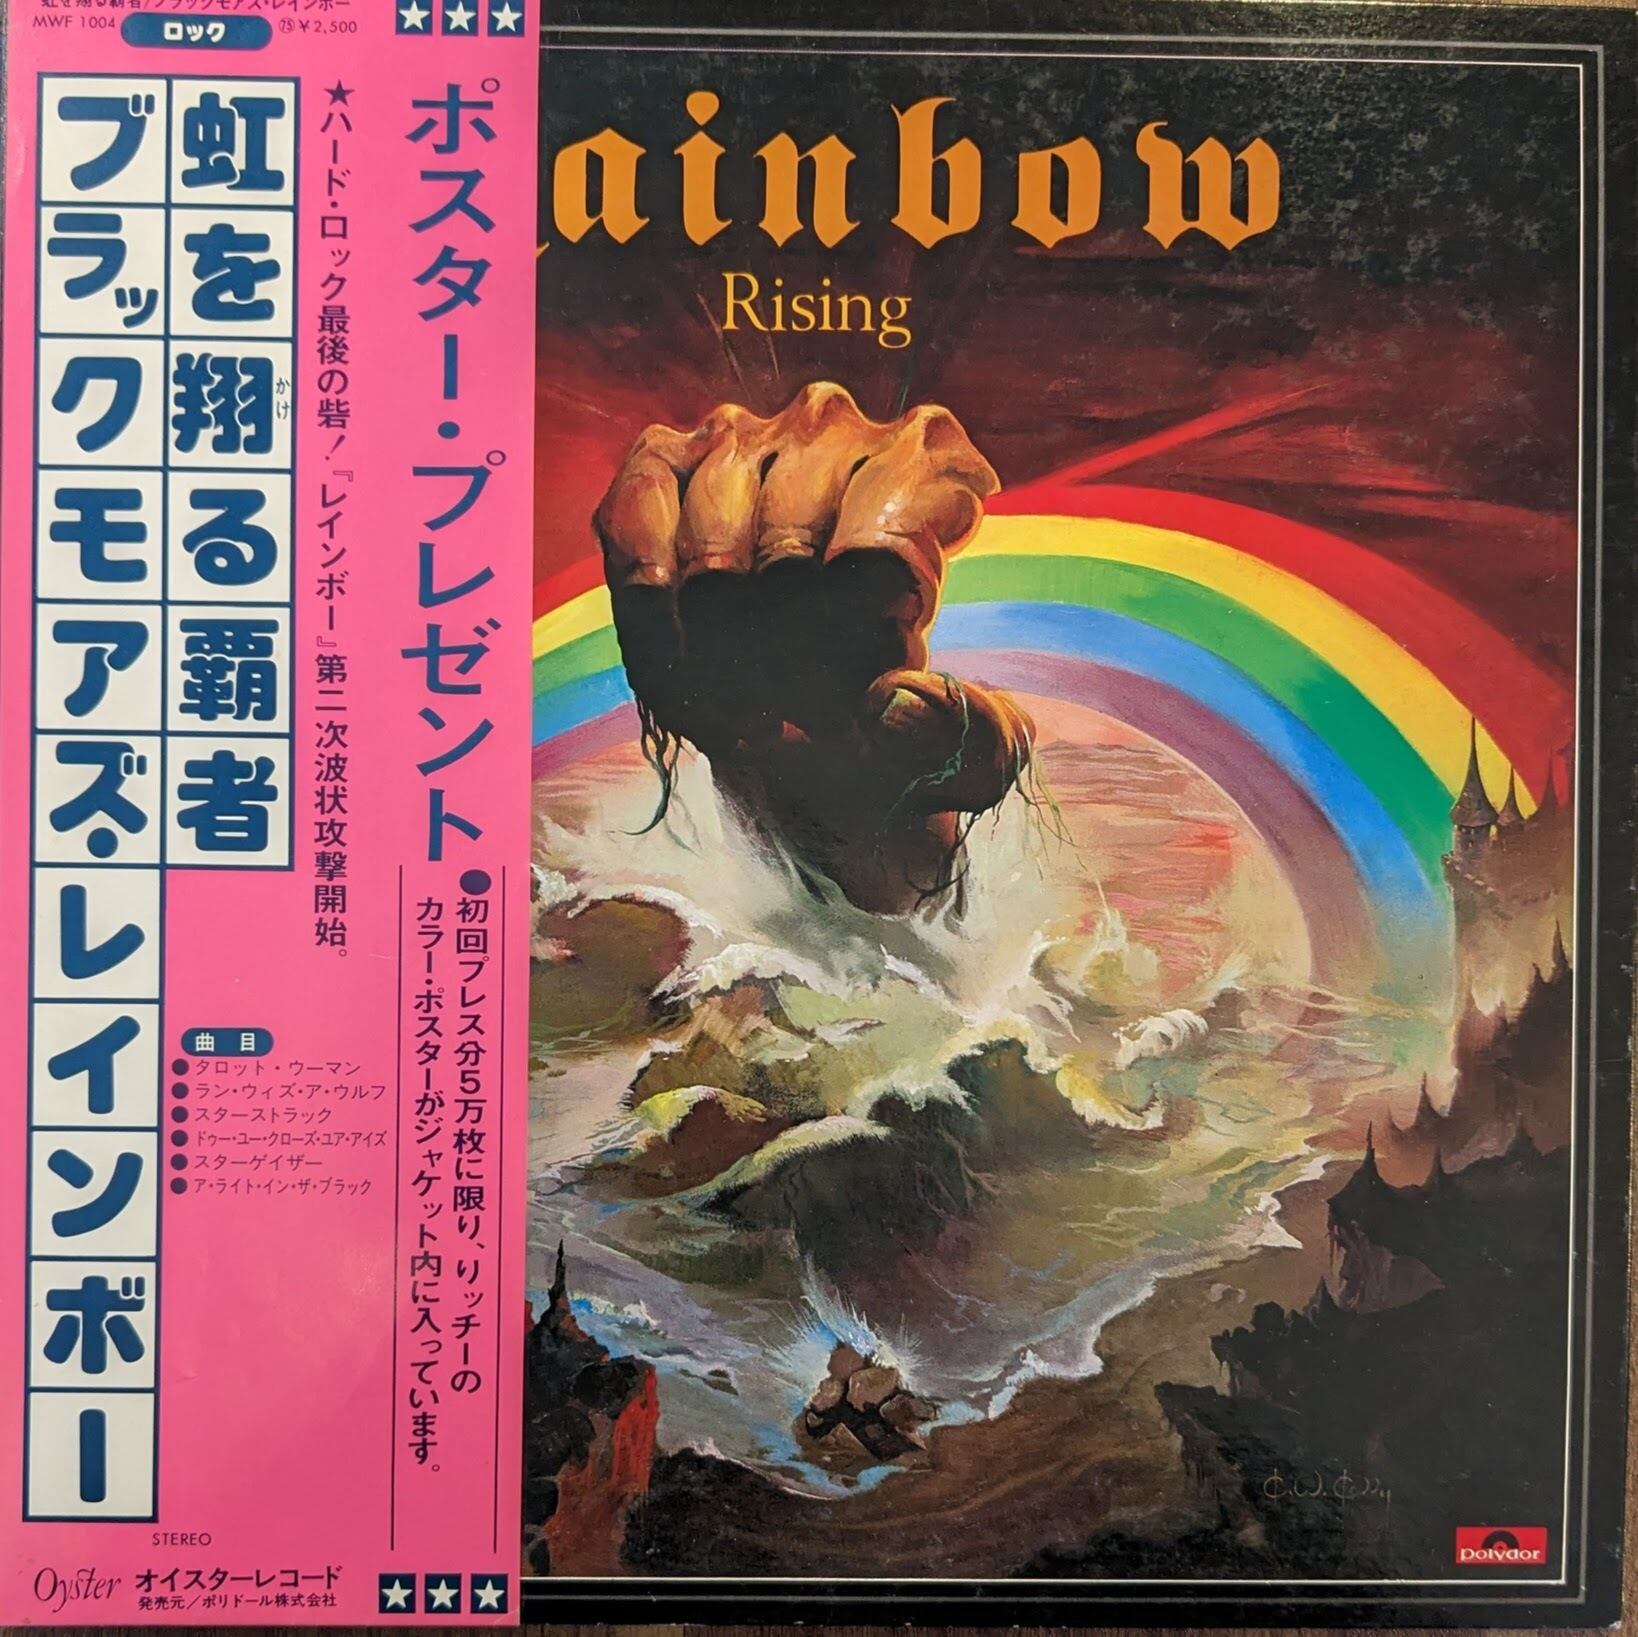 虹を翔る覇者/ブラックモアズ・レインボー
MWF 1004 ロック ㊄¥2,500
ポスター・プレゼント
●初回プレス分5万枚に限り、リッチーの
カラー・ポスターがジャケット内に入っています。
★ハード・ロック最後の砦!『レインボー』第二次波状攻撃開始。
虹を翔る覇者
かけ
ブラックモアズ・レインボー
曲目
●タロット・ウーマン
●ラン・ウィズ・ア・ウルフ
●スターストラック
●ドゥー・ユー・クローズ・ユア・アイズ
●スターゲイザー
●ア・ライト・イン・ザ・ブラック
STEREO
Oyster オイスターレコード
発売元/ポリドール株式会社
ainbow
Rising
polydor